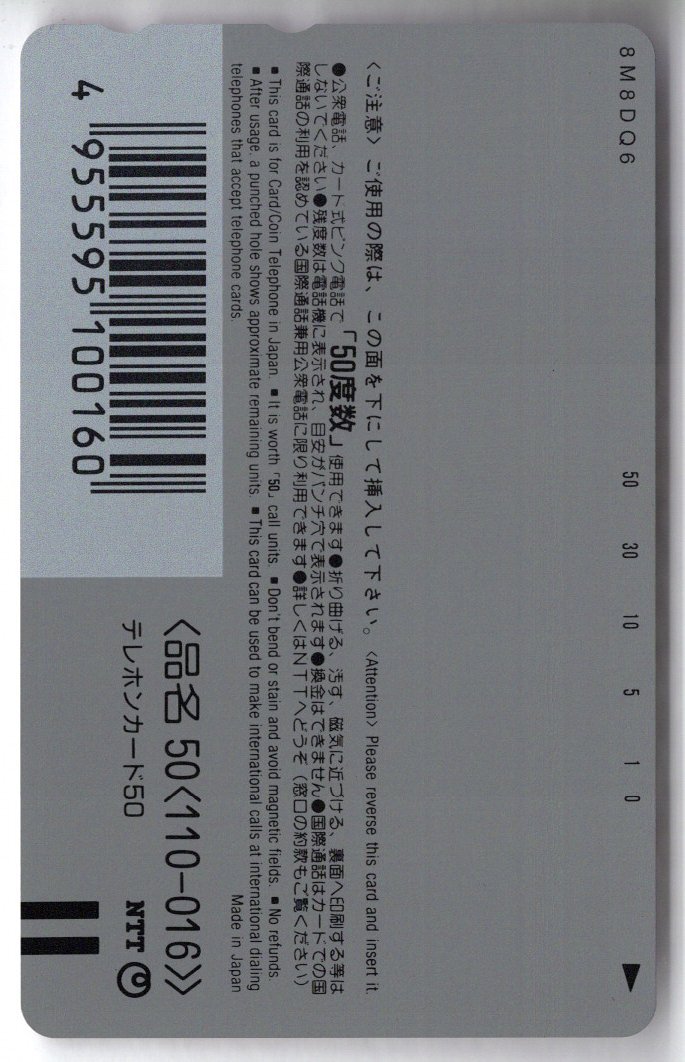 8M8DQ6
50 30 10 5 1 0
〈ご注意〉ご使用の際は、この面を下にして挿入して下さい。〈Attention〉Please reverse this card and insert it.
●公衆電話、カード式ピンク電話で「50度数」使用できます●折り曲げる、汚す、磁気に近づける、裏面へ印刷する等は
しないでください●残度数は電話機に表示され、目安がパンチ穴で表示されます●換金はできません●国際通話はカードでの国
際通話の利用を認めている国際通話兼用公衆電話に限り利用できます●詳しくはNTTへどうぞ（窓口の約款もご覧ください）
■ This card is for Card/Coin Telephone in Japan. ■ It is worth「50」call units. ■ Don't bend or stain and avoid magnetic fields. ■ No refunds.
■ After usage, a punched hole shows approximate remaining units. ■ This card can be used to make international calls at international dialing
telephones that accept telephone cards. Made in Japan
4 955595 100160
〈品名 50〈110-016〉〉
テレホンカード50
NTT